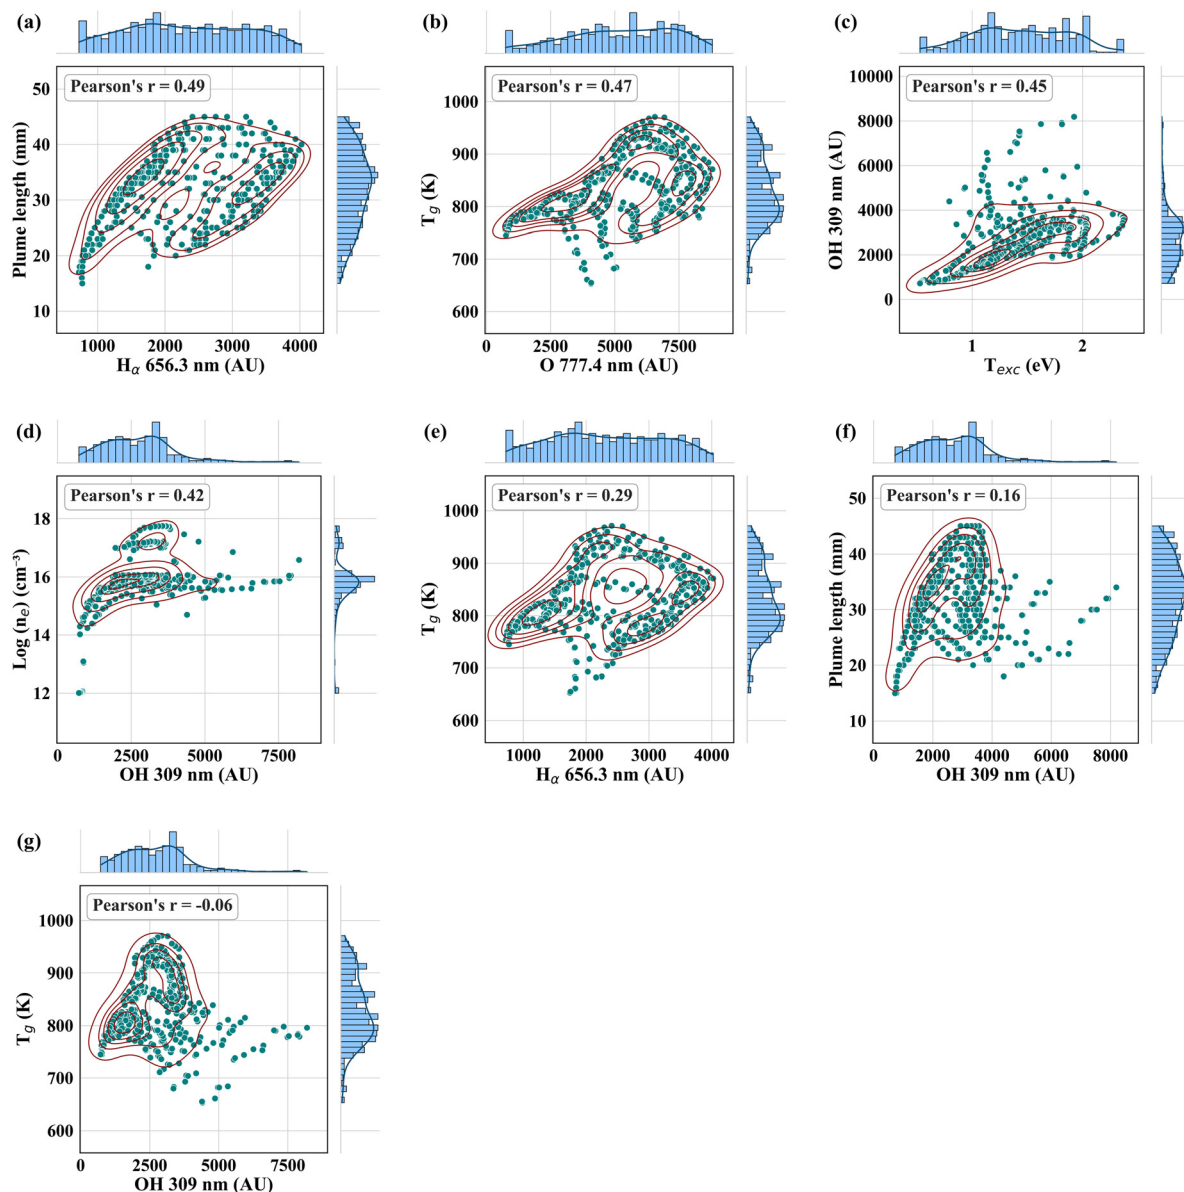 (a)
Pearson's r = 0.49
Plume length (mm)
50
40
30
20
10
1000 2000 3000 4000
Hα 656.3 nm (AU)
(b)
Pearson's r = 0.47
T_g (K)
1000
900
800
700
600
0 2500 5000 7500
O 777.4 nm (AU)
(c)
Pearson's r = 0.45
OH 309 nm (AU)
10000
8000
6000
4000
2000
0
1 2
T_exc (eV)
(d)
Pearson's r = 0.42
Log (n_e) (cm⁻³)
18
16
14
12
0 2500 5000 7500
OH 309 nm (AU)
(e)
Pearson's r = 0.29
T_g (K)
1000
900
800
700
600
1000 2000 3000 4000
Hα 656.3 nm (AU)
(f)
Pearson's r = 0.16
Plume length (mm)
50
40
30
20
10
0 2000 4000 6000 8000
OH 309 nm (AU)
(g)
Pearson's r = -0.06
T_g (K)
1000
900
800
700
600
0 2500 5000 7500
OH 309 nm (AU)